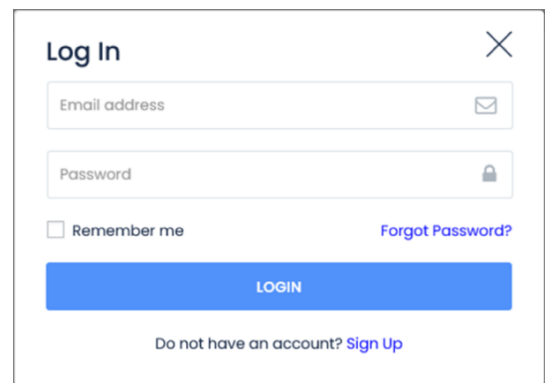 Log In
Email address
Password
Remember me
Forgot Password?
LOGIN
Do not have an account? Sign Up